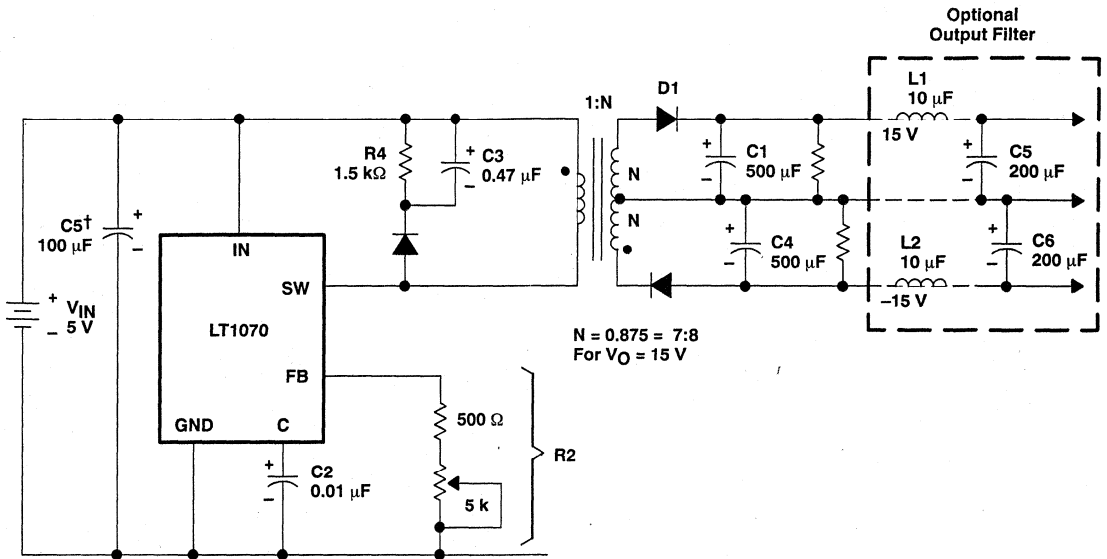 Optional
Output Filter
L1
10 μF
15 V
C5
200 μF
+
–
D1
1:N
N
N
+
–
C1
500 μF
+
–
C4
500 μF
L2
10 μF
–15 V
+
–
C6
200 μF
R4
1.5 kΩ
+
–
C3
0.47 μF
C5†
100 μF
+
–
IN
SW
LT1070
FB
GND
C
+
–
VIN
5 V
N = 0.875 = 7:8
For VO = 15 V
500 Ω
5 k
R2
+
–
C2
0.01 μF